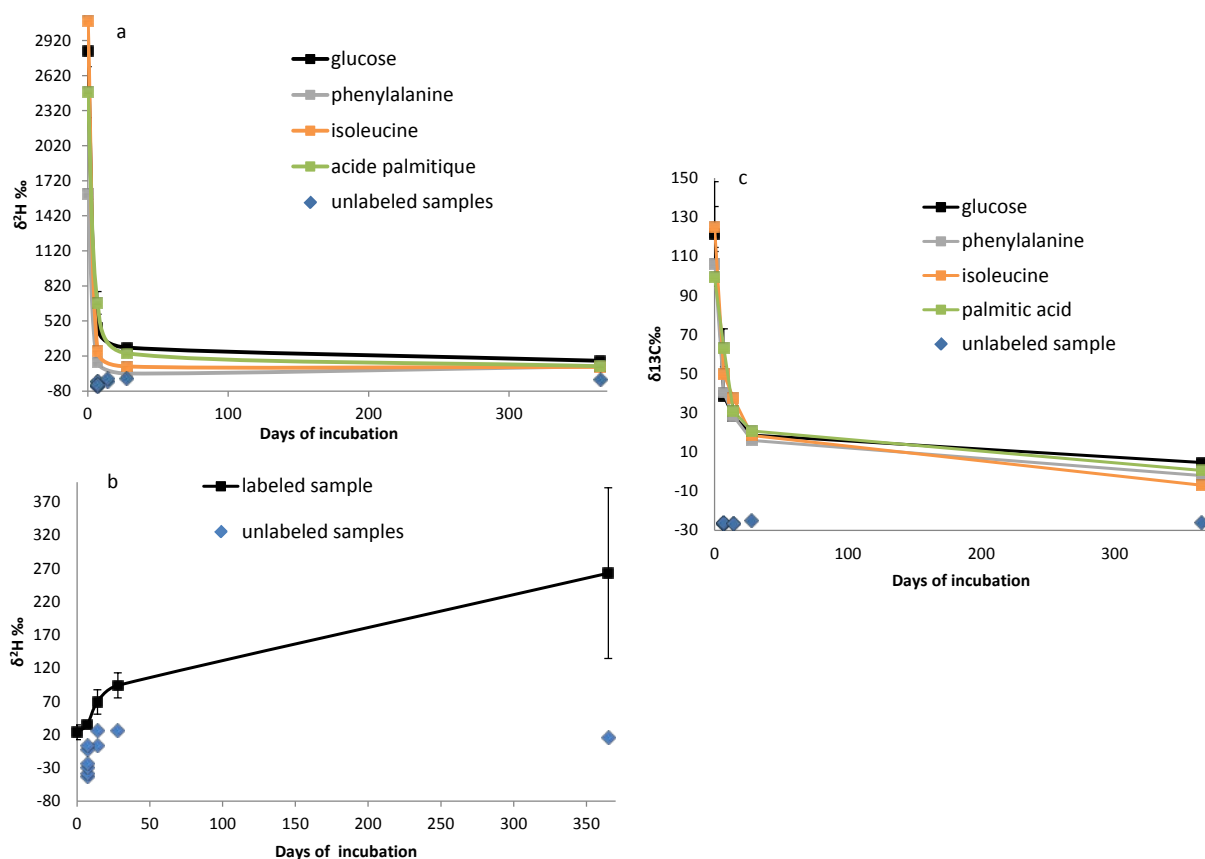 a
2920
2620
2320
2020
1720
1420
1120
820
520
220
-80
δ²H ‰
glucose
phenylalanine
isoleucine
acide palmitique
unlabeled samples
0 100 200 300
Days of incubation
b
370
320
270
220
170
120
70
20
-30
-80
δ²H ‰
labeled sample
unlabeled samples
0 50 100 150 200 250 300 350
Days of incubation
c
150
130
110
90
70
50
30
10
-10
-30
δ13C‰
glucose
phenylalanine
isoleucine
palmitic acid
unlabeled sample
0 100 200 300
Days of incubation